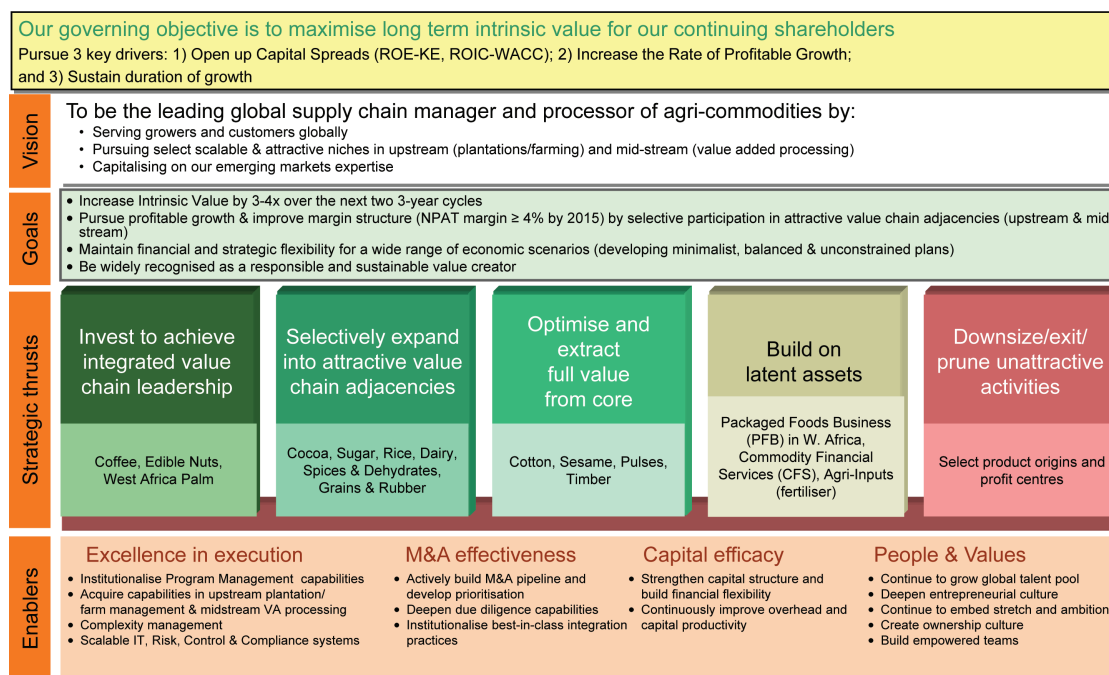 Our governing objective is to maximise long term intrinsic value for our continuing shareholders
Pursue 3 key drivers: 1) Open up Capital Spreads (ROE-KE, ROIC-WACC); 2) Increase the Rate of Profitable Growth;
and 3) Sustain duration of growth
Vision
To be the leading global supply chain manager and processor of agri-commodities by:
• Serving growers and customers globally
• Pursuing select scalable & attractive niches in upstream (plantations/farming) and mid-stream (value added processing)
• Capitalising on our emerging markets expertise
Goals
• Increase Intrinsic Value by 3-4x over the next two 3-year cycles
• Pursue profitable growth & improve margin structure (NPAT margin ≥ 4% by 2015) by selective participation in attractive value chain adjacencies (upstream & mid
stream)
• Maintain financial and strategic flexibility for a wide range of economic scenarios (developing minimalist, balanced & unconstrained plans)
• Be widely recognised as a responsible and sustainable value creator
Strategic thrusts
Invest to achieve
integrated value
chain leadership
Coffee, Edible Nuts,
West Africa Palm
Selectively expand
into attractive value
chain adjacencies
Cocoa, Sugar, Rice, Dairy,
Spices & Dehydrates,
Grains & Rubber
Optimise and
extract
full value
from core
Cotton, Sesame, Pulses,
Timber
Build on
latent assets
Packaged Foods Business
(PFB) in W. Africa,
Commodity Financial
Services (CFS), Agri-Inputs
(fertiliser)
Downsize/exit/
prune unattractive
activities
Select product origins and
profit centres
Enablers
Excellence in execution
• Institutionalise Program Management capabilities
• Acquire capabilities in upstream plantation/
farm management & midstream VA processing
• Complexity management
• Scalable IT, Risk, Control & Compliance systems
M&A effectiveness
• Actively build M&A pipeline and
develop prioritisation
• Deepen due diligence capabilities
• Institutionalise best-in-class integration
practices
Capital efficacy
• Strengthen capital structure and
build financial flexibility
• Continuously improve overhead and
capital productivity
People & Values
• Continue to grow global talent pool
• Deepen entrepreneurial culture
• Continue to embed stretch and ambition
• Create ownership culture
• Build empowered teams